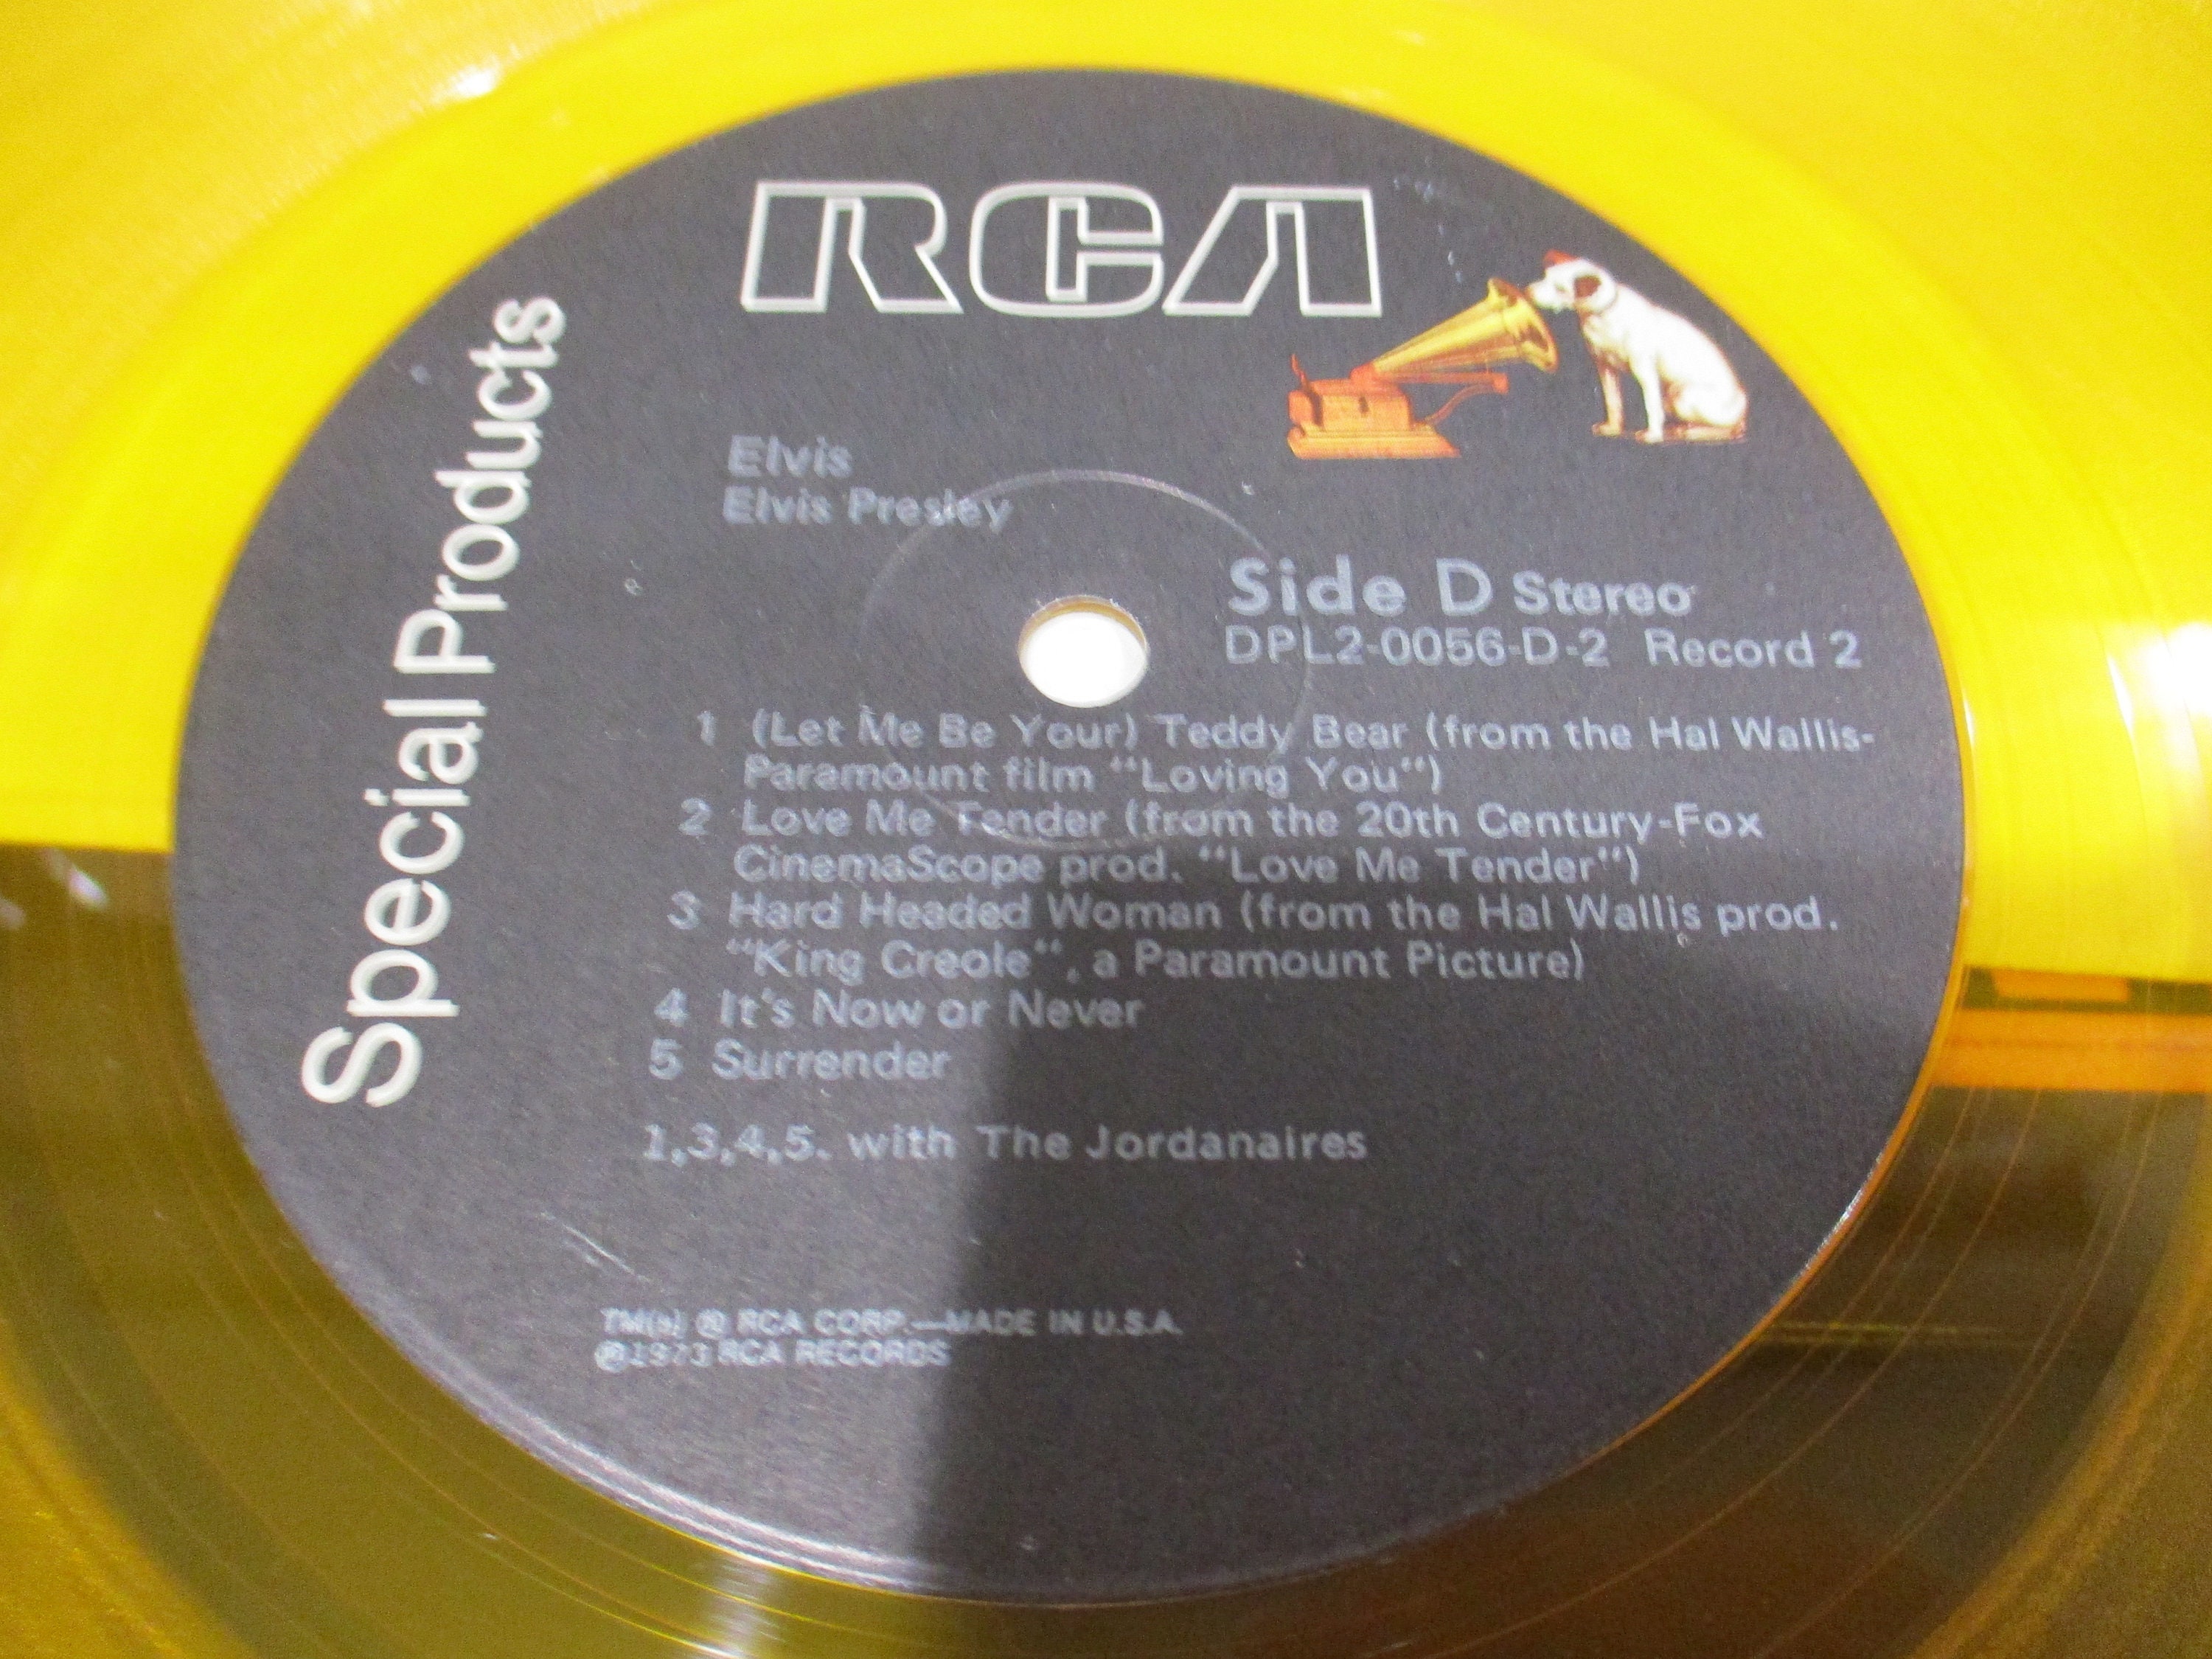 RCA
Special Products
Elvis
Elvis Presley
Side D Stereo
DPL2-0056-D-2 Record 2
1 (Let Me Be Your) Teddy Bear (from the Hal Wallis-
Paramount film "Loving You")
2 Love Me Tender (from the 20th Century-Fox
CinemaScope prod. "Love Me Tender")
3 Hard Headed Woman (from the Hal Wallis prod.
"King Creole", a Paramount Picture)
4 It's Now or Never
5 Surrender
1,3,4,5. with The Jordanaires
TM(s) ® RCA CORP.—MADE IN U.S.A.
℗1973 RCA RECORDS